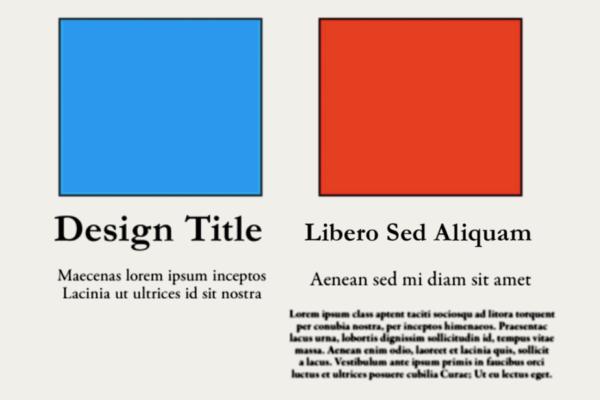 Design Title
Maecenas lorem ipsum inceptos
Lacinia ut ultrices id sit nostra
Libero Sed Aliquam
Aenean sed mi diam sit amet
Lorem ipsum class aptent taciti sociosqu ad litora torquent
per conubia nostra, per inceptos himenaeos. Praesentac
lacus urna, lobortis dignissim sollicitudin id, tempus vitae
massa. Aenean enim odio, laoreet et lacinia quis, sollicit
a lacus. Vestibulum ante ipsum primis in faucibus orci
luctus et ultrices posuere cubilia Curae; Ut eu lectus eget.